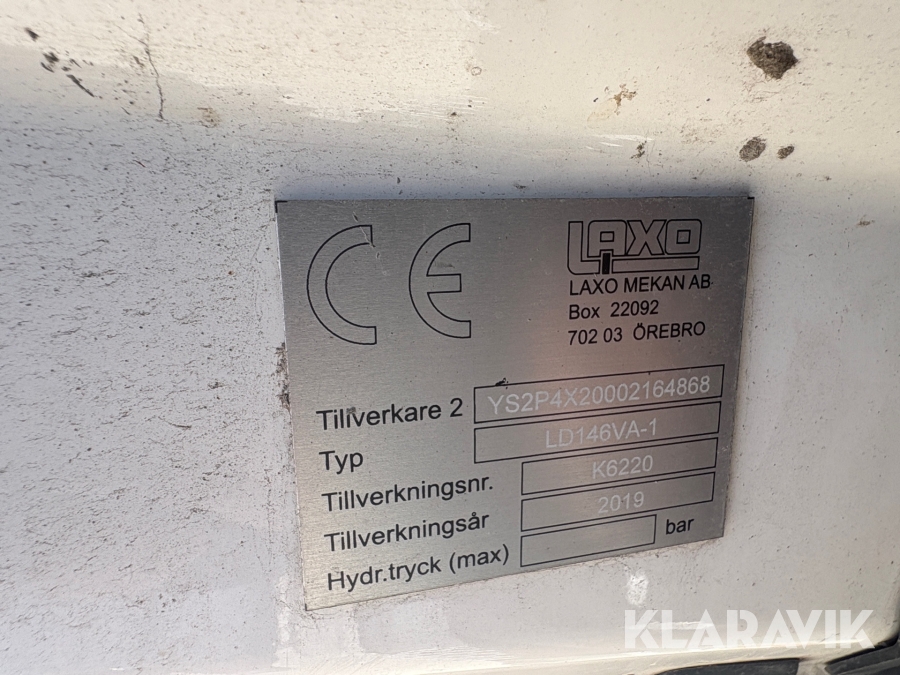 CE
LAXO
LAXO MEKAN AB
Box 22092
702 03 ÖREBRO
Tillverkare 2 YS2P4X20002164868
Typ LD146VA-1
Tillverkningsnr. K6220
Tillverkningsår 2019
Hydr.tryck (max) bar
KLARAVIK